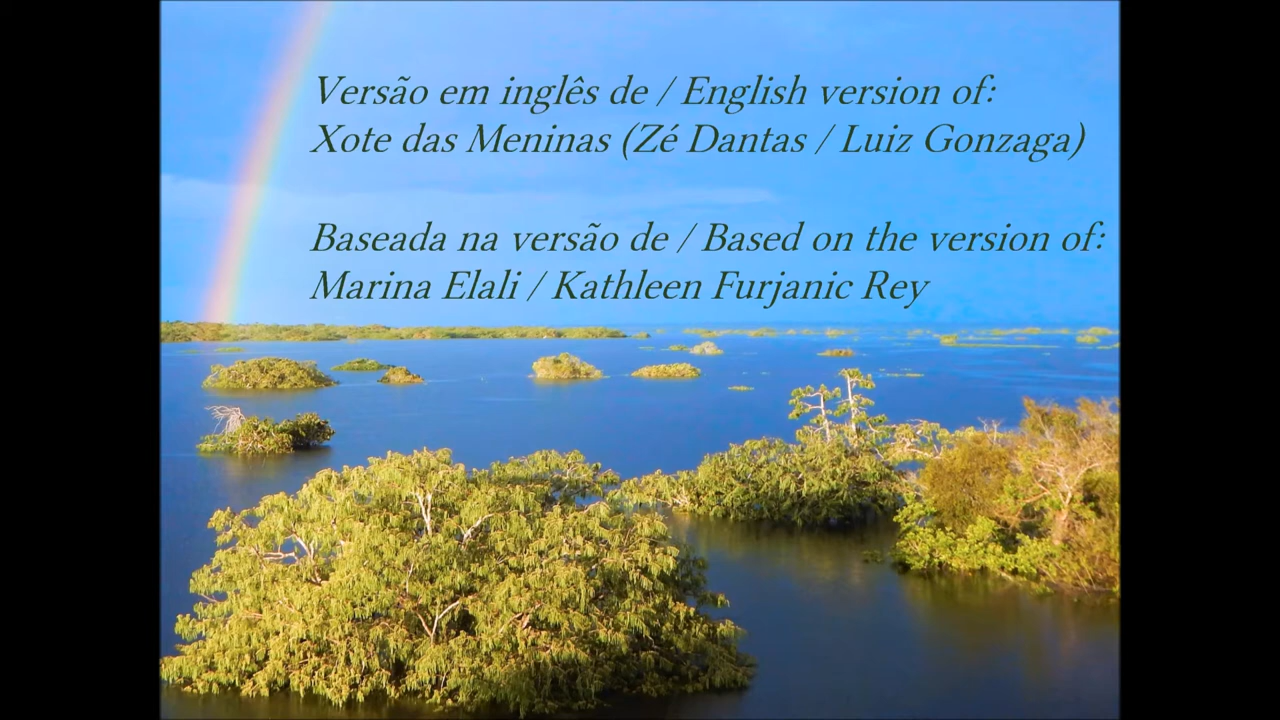 Versão em inglês de / English version of:
Xote das Meninas (Zé Dantas / Luiz Gonzaga)
Baseada na versão de / Based on the version of:
Marina Elali / Kathleen Furjanic Rey